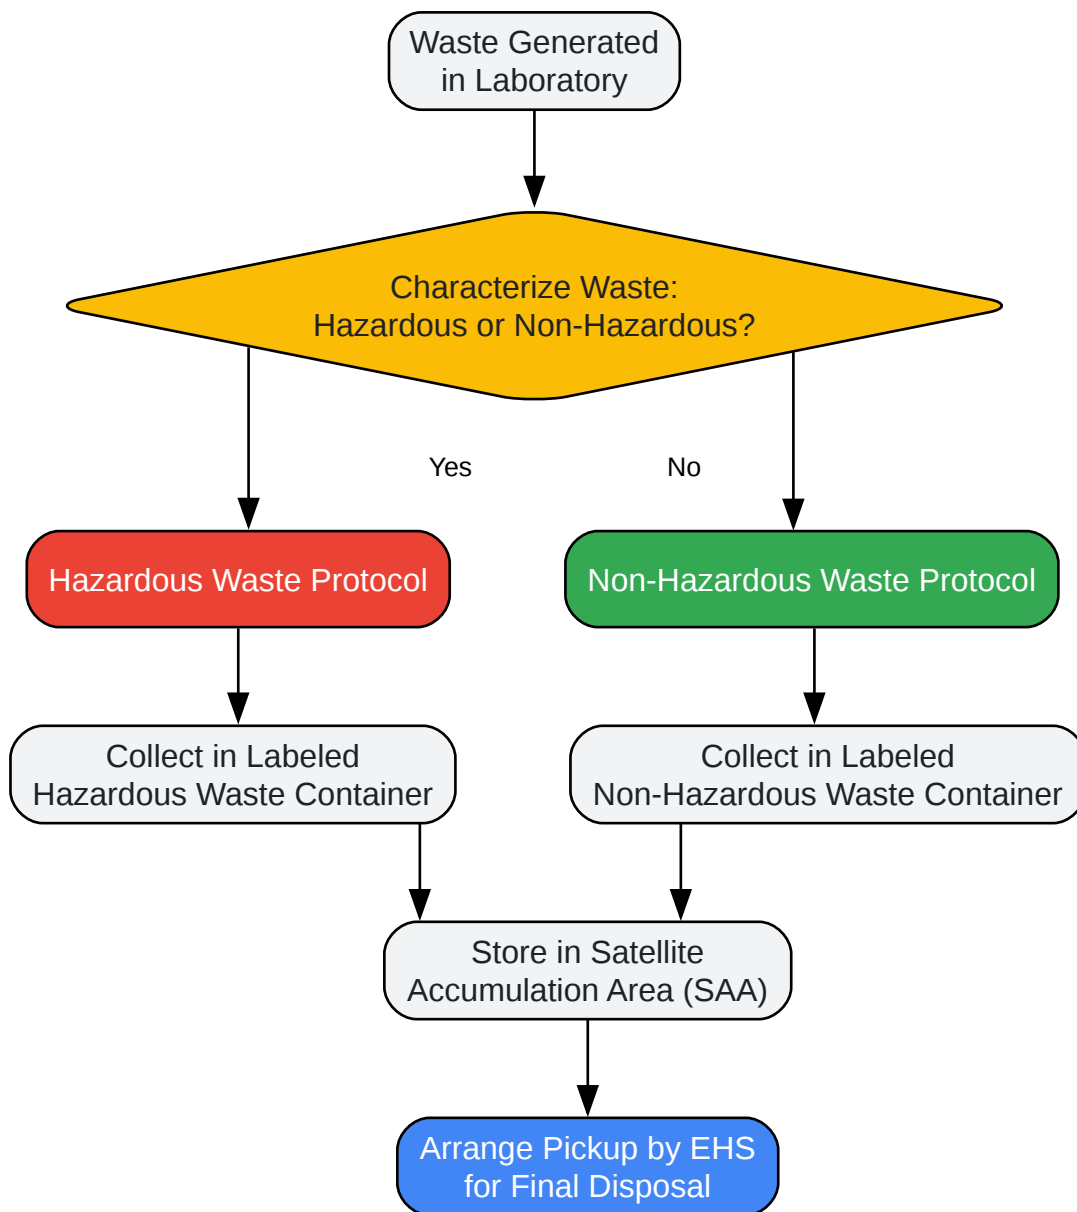 Waste Generated
in Laboratory
Characterize Waste:
Hazardous or Non-Hazardous?
Yes
No
Hazardous Waste Protocol
Non-Hazardous Waste Protocol
Collect in Labeled
Hazardous Waste Container
Collect in Labeled
Non-Hazardous Waste Container
Store in Satellite
Accumulation Area (SAA)
Arrange Pickup by EHS
for Final Disposal